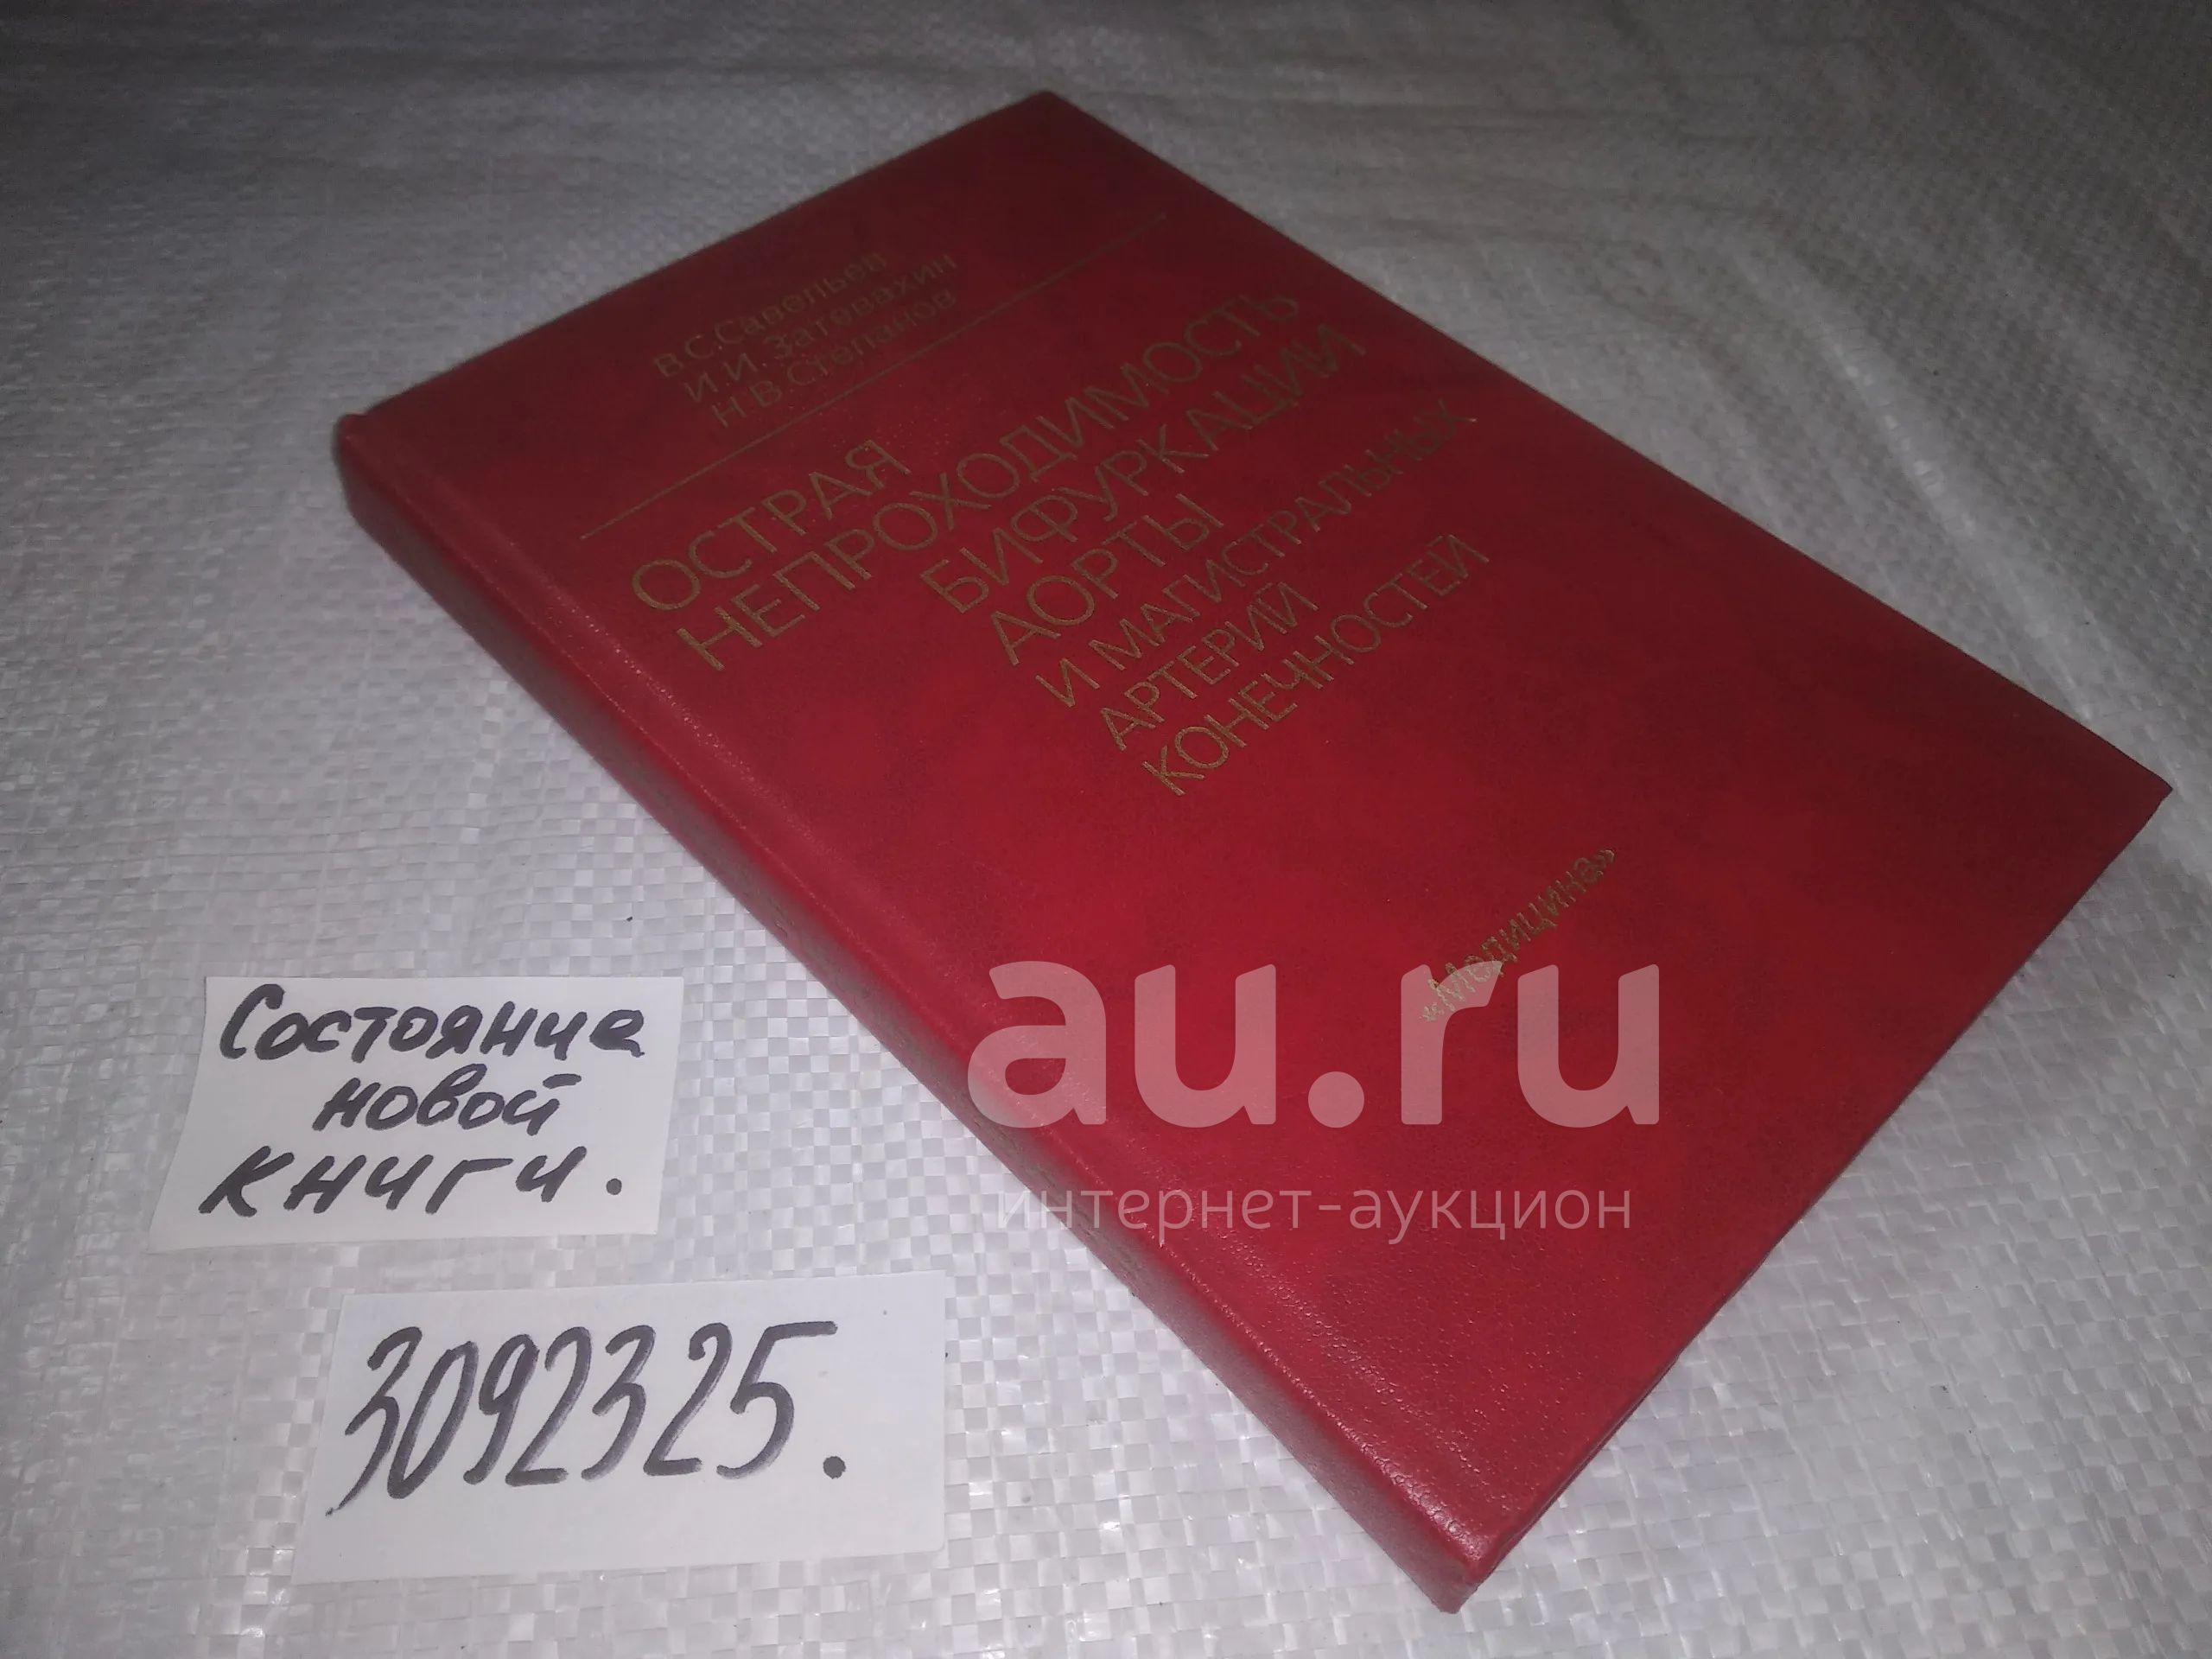 В.С.Савельев
И.И.Затевахин
Н.В.Степанов
ОСТРАЯ
НЕПРОХОДИМОСТЬ
БИФУРКАЦИИ
АОРТЫ
И МАГИСТРАЛЬНЫХ
АРТЕРИЙ
КОНЕЧНОСТЕЙ
«Медицина»
au.ru
интернет-аукцион
Состояние
новой
книги.
3092325.